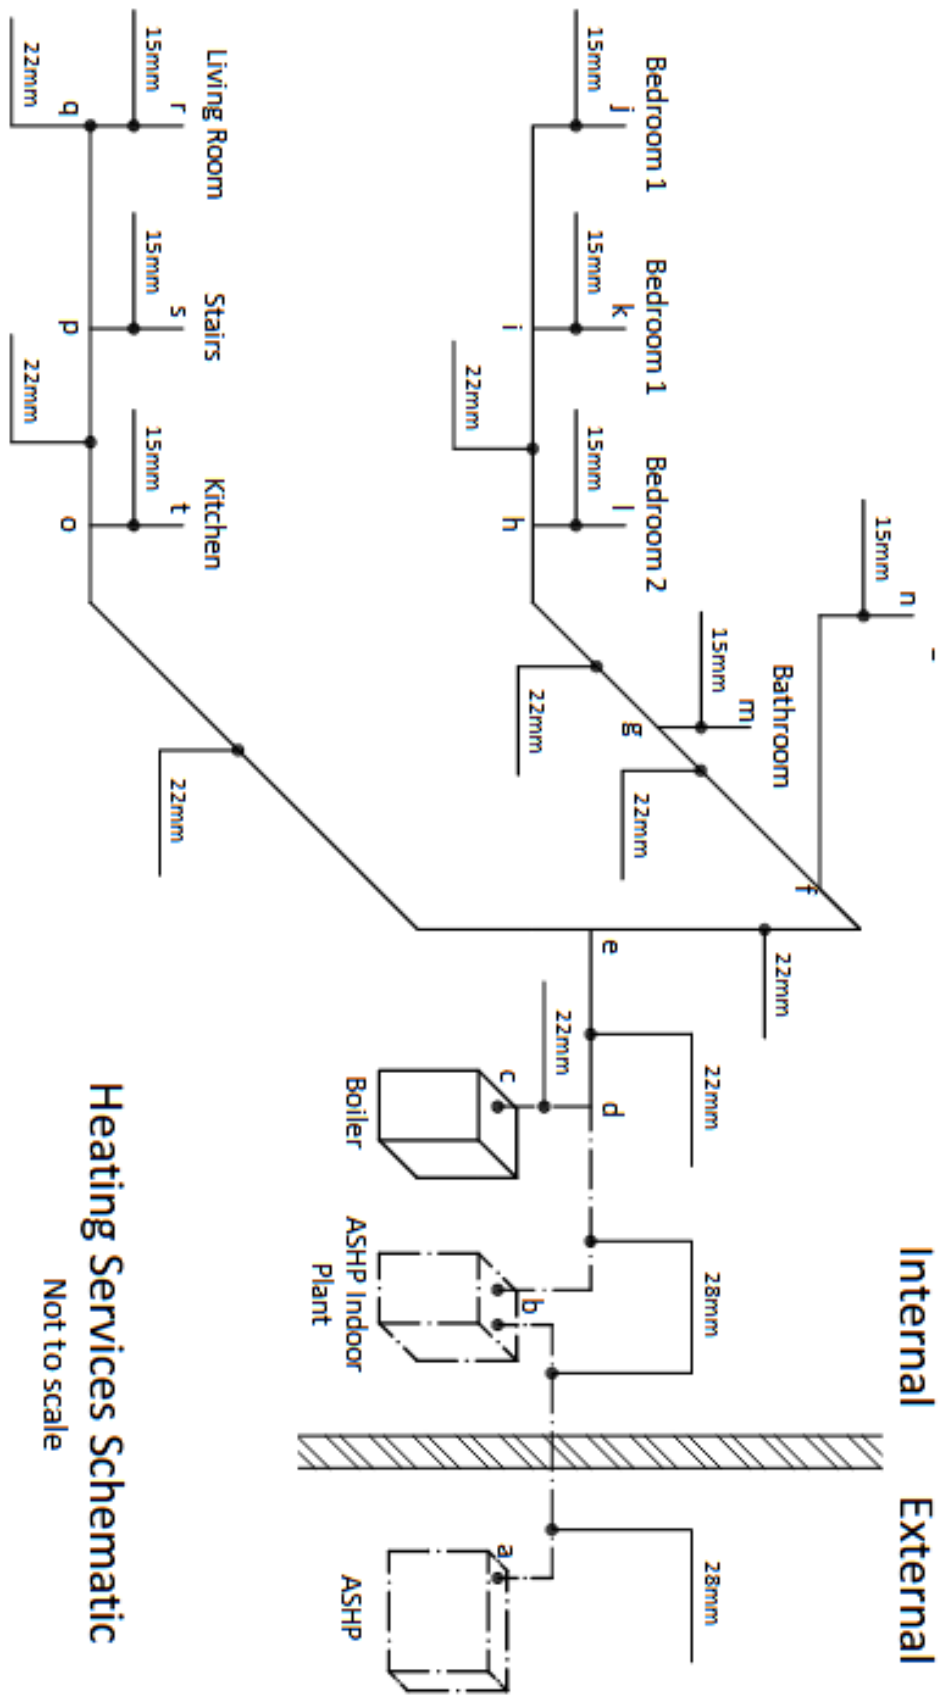 Internal
External
n
15mm
f
22mm
Bathroom
m
15mm
22mm
28mm
28mm
Bedroom 1
Bedroom 1
Bedroom 2
j
k
l
15mm
15mm
15mm
g
22mm
22mm
e
d
22mm
i
h
22mm
c
b
a
Boiler
ASHP Indoor
Plant
ASHP
Living Room
Stairs
Kitchen
r
s
t
15mm
15mm
15mm
22mm
q
p
o
22mm
22mm
Heating Services Schematic
Not to scale